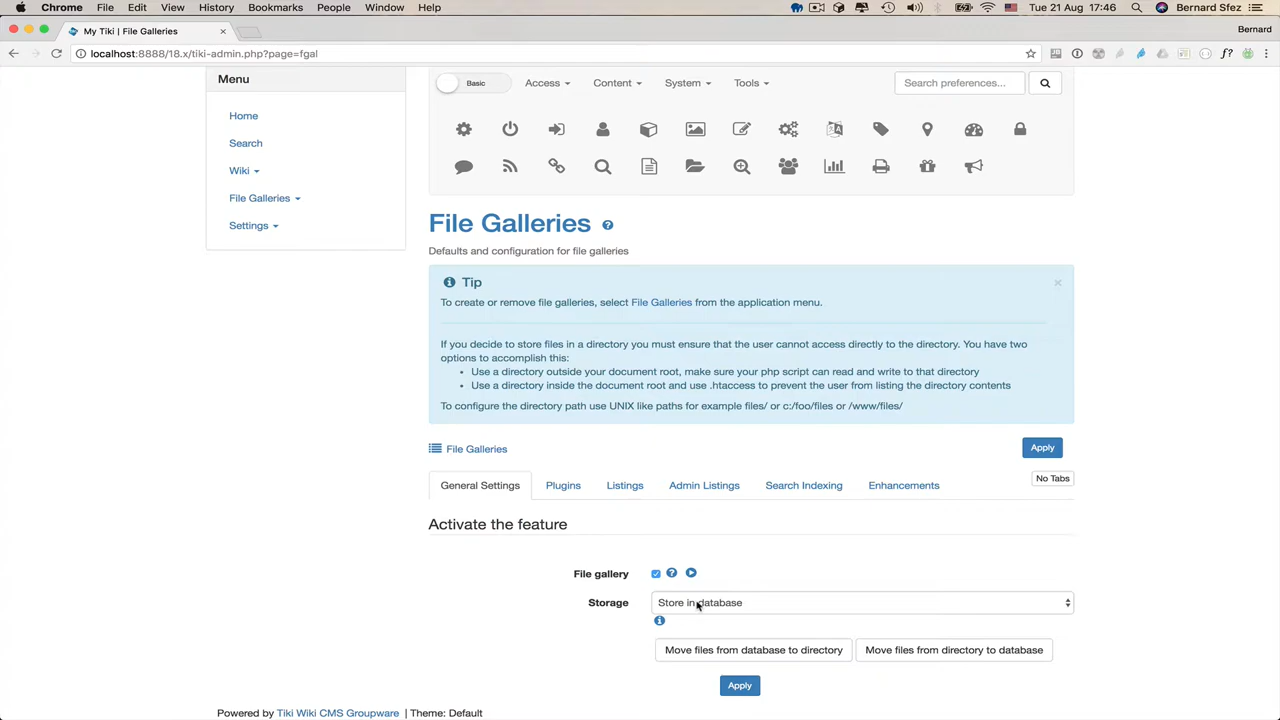 Chrome File Edit View History Bookmarks People Window Help Tue 21 Aug 17:46 Bernard Sfez
My Tiki | File Galleries Bernard
localhost:8888/18.x/tiki-admin.php?page=fgal
Menu
Home
Search
Wiki
File Galleries
Settings
Basic Access Content System Tools Search preferences...
File Galleries
Defaults and configuration for file galleries
Tip
To create or remove file galleries, select File Galleries from the application menu.
If you decide to store files in a directory you must ensure that the user cannot access directly to the directory. You have two
options to accomplish this:
• Use a directory outside your document root, make sure your php script can read and write to that directory
• Use a directory inside the document root and use .htaccess to prevent the user from listing the directory contents
To configure the directory path use UNIX like paths for example files/ or c:/foo/files or /www/files/
File Galleries Apply
No Tabs
General Settings Plugins Listings Admin Listings Search Indexing Enhancements
Activate the feature
File gallery
Storage Store in database
Move files from database to directory Move files from directory to database
Apply
Powered by Tiki Wiki CMS Groupware | Theme: Default